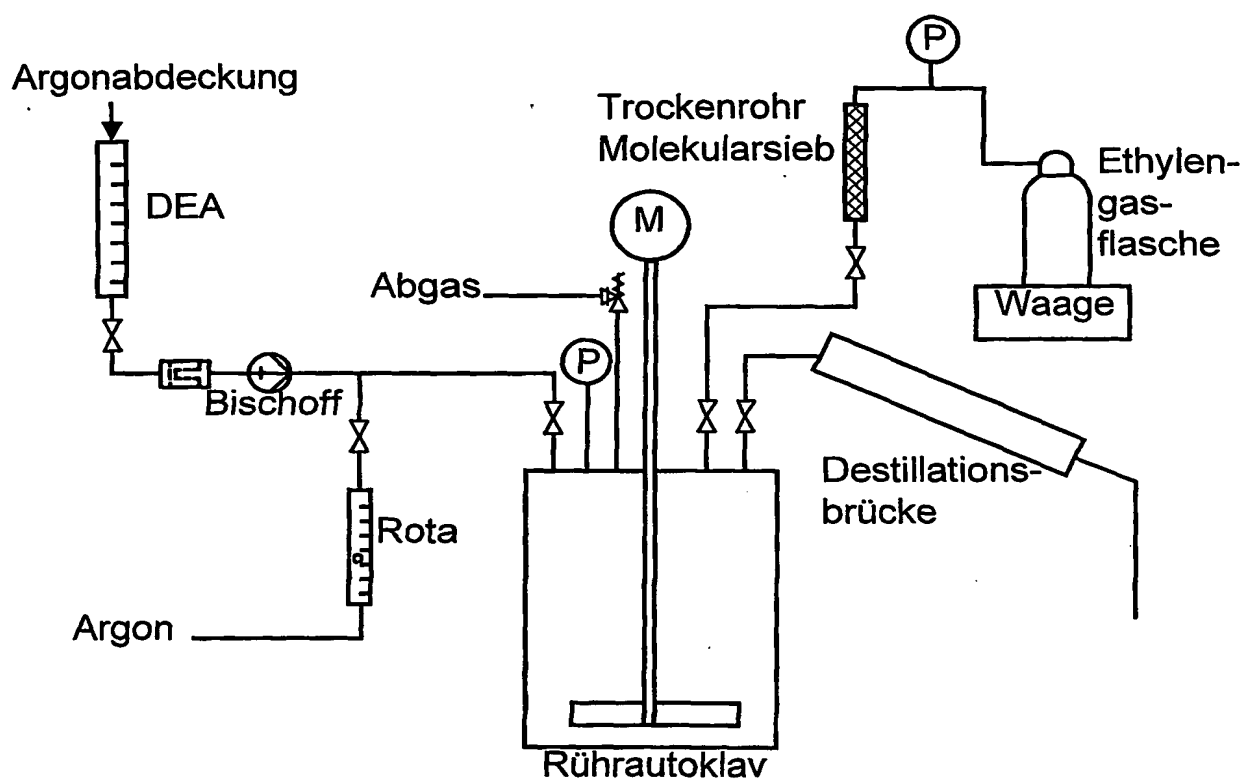 Argonabdeckung
DEA
Bischoff
Rota
Argon
Abgas
P
M
Trockenrohr
Molekularsieb
P
Ethylen-
gas-
flasche
Waage
Destillations-
brücke
Rührautoklav